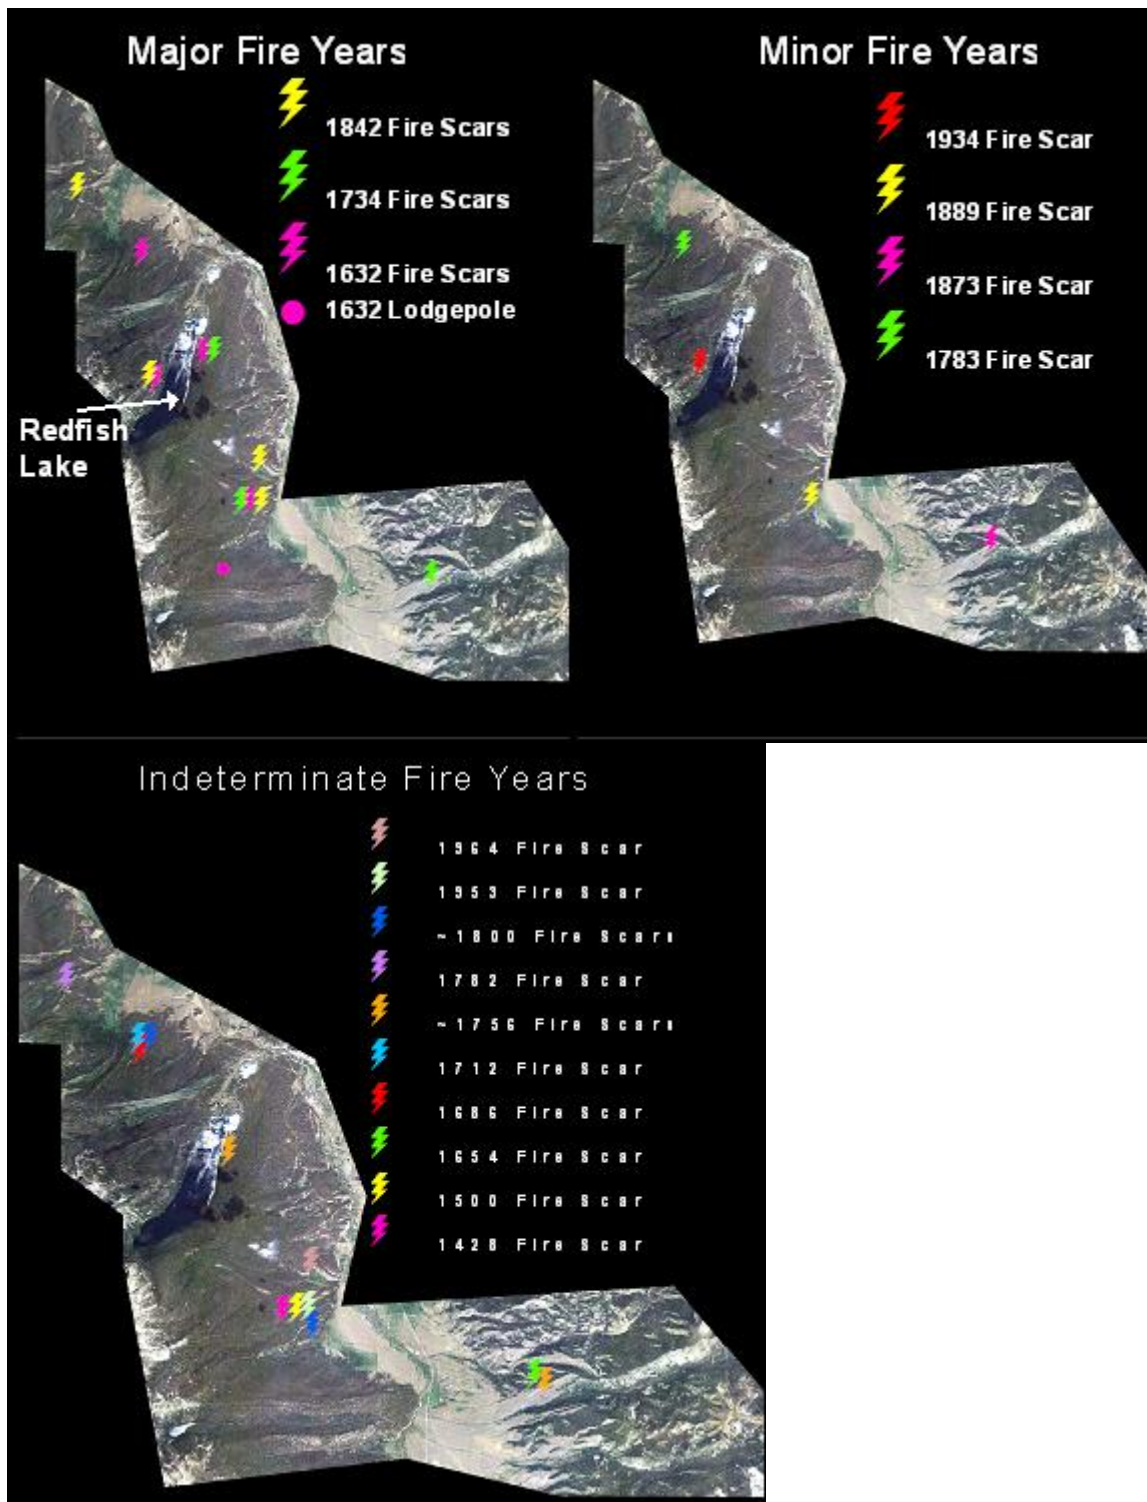 Major Fire Years
1842 Fire Scars
1734 Fire Scars
1632 Fire Scars
1632 Lodgepole
Redfish
Lake
Minor Fire Years
1934 Fire Scar
1889 Fire Scar
1873 Fire Scar
1783 Fire Scar
Indeterminate Fire Years
1964 Fire Scar
1953 Fire Scar
~1800 Fire Scars
1782 Fire Scar
~1756 Fire Scars
1712 Fire Scar
1686 Fire Scar
1654 Fire Scar
1500 Fire Scar
1428 Fire Scar